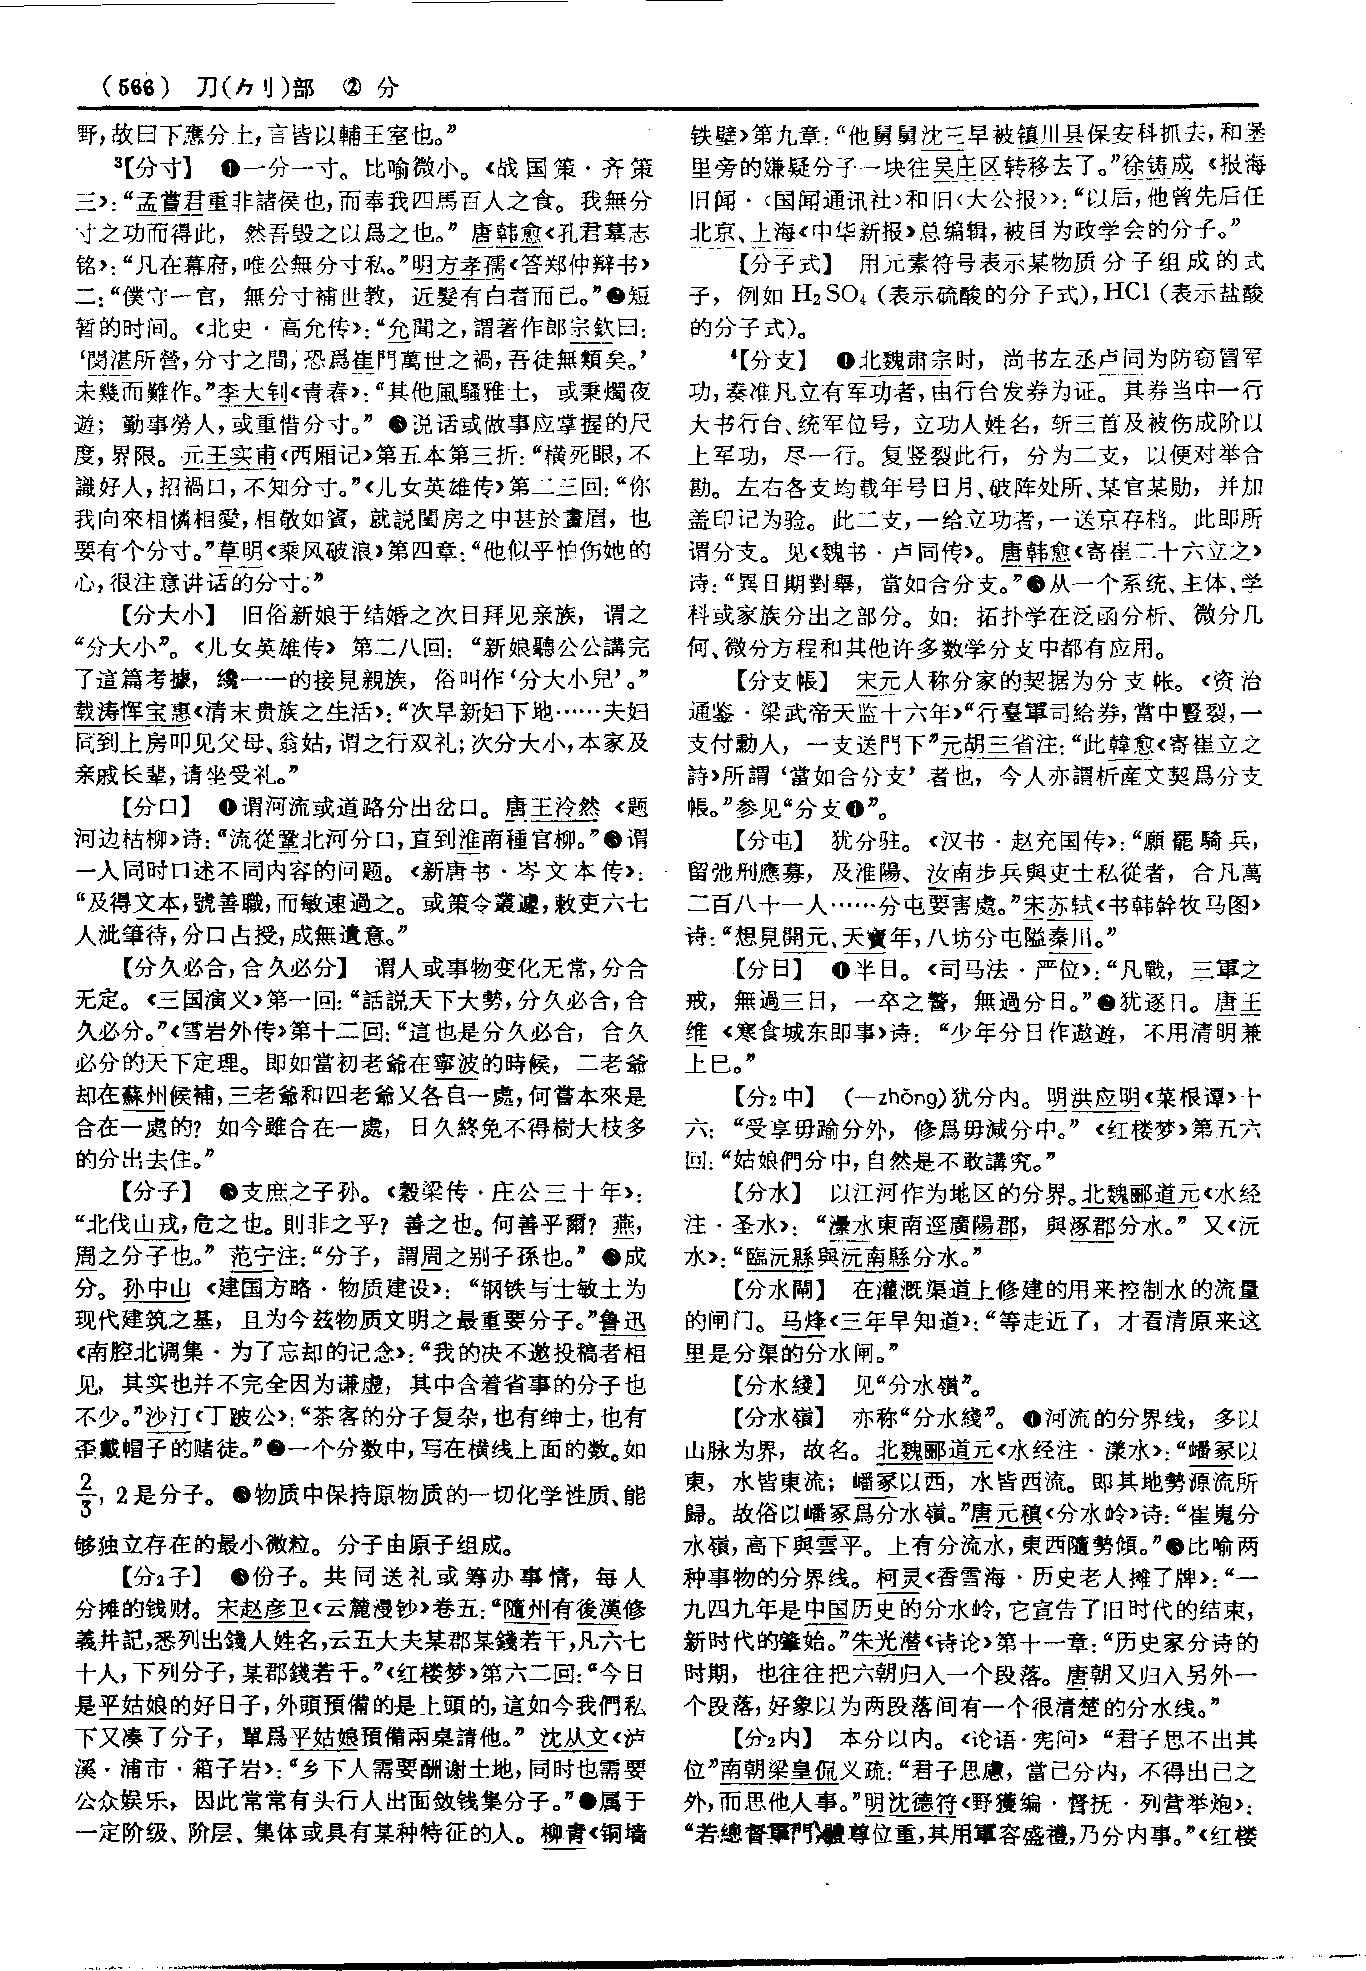 (566) 刀(⺈刂)部 ② 分
野,故曰下應分土,言皆以輔王室也。”
³【分寸】 ❶一分一寸。比喻微小。《战国策·齐策
三》:“孟嘗君重非諸侯也,而奉我四馬百人之食。我無分
寸之功而得此,然吾毁之以爲之也。”唐韩愈《孔君墓志
铭》:“凡在幕府,唯公無分寸私。”明方孝孺《答郑仲辩书》
二:“僕守一官,無分寸補世教,近髮有白者而已。”❷短
暂的时间。《北史·高允传》:“允聞之,謂著作郎宗欽曰:
‘閔湛所營,分寸之間,恐爲崔門萬世之禍,吾徒無類矣。’
未幾而難作。”李大钊《青春》:“其他風騷雅士,或秉燭夜
遊;勤事勞人,或重惜分寸。”❸说话或做事应掌握的尺
度,界限。元王实甫《西厢记》第五本第三折:“横死眼,不
識好人,招禍口,不知分寸。”《儿女英雄传》第二三回:“你
我向來相憐相愛,相敬如賓,就説閨房之中甚於畫眉,也
要有个分寸。”草明《乘风破浪》第四章:“他似乎怕伤她的
心,很注意讲话的分寸。”
【分大小】 旧俗新娘于结婚之次日拜见亲族,谓之
“分大小”。《儿女英雄传》第二八回:“新娘聽公公講完
了這篇考據,纔一一的接見親族,俗叫作‘分大小兒’。”
载涛恽宝惠《清末贵族之生活》:“次早新妇下地……夫妇
同到上房叩见父母、翁姑,谓之行双礼;次分大小,本家及
亲戚长辈,请坐受礼。”
【分口】 ❶谓河流或道路分出岔口。唐王泠然《题
河边枯柳》诗:“流從鞏北河分口,直到淮南種官柳。”❷谓
一人同时口述不同内容的问题。《新唐书·岑文本传》:
“及得文本,號善職,而敏速過之。或策令叢遽,敕吏六七
人泚筆待,分口占授,成無遺意。”
【分久必合,合久必分】 谓人或事物变化无常,分合
无定。《三国演义》第一回:“話説天下大勢,分久必合,合
久必分。”《雪岩外传》第十二回:“這也是分久必合,合久
必分的天下定理。即如當初老爺在寧波的時候,二老爺
却在蘇州候補,三老爺和四老爺又各自一處,何嘗本來是
合在一處的?如今雖合在一處,日久終免不得樹大枝多
的分出去住。”
【分子】 ❶支庶之子孙。《榖梁传·庄公三十年》:
“北伐山戎,危之也。則非之乎?善之也。何善乎爾?燕,
周之分子也。”范宁注:“分子,謂周之别子孫也。”❷成
分。孙中山《建国方略·物质建设》:“钢铁与士敏土为
现代建筑之基,且为今兹物质文明之最重要分子。”鲁迅
《南腔北调集·为了忘却的记念》:“我的决不邀投稿者相
见,其实也并不完全因为谦虚,其中含着省事的分子也
不少。”沙汀《丁跛公》:“茶客的分子复杂,也有绅士,也有
歪戴帽子的赌徒。”❸一个分数中,写在横线上面的数。如
2/3,2是分子。❹物质中保持原物质的一切化学性质、能
够独立存在的最小微粒。分子由原子组成。
【分₂子】 ❶份子。共同送礼或筹办事情,每人
分摊的钱财。宋赵彦卫《云麓漫钞》卷五:“隨州有後漢修
義井記,悉列出錢人姓名,云五大夫某郡某錢若干,凡六七
十人,下列分子,某郡錢若干。”《红楼梦》第六二回:“今日
是平姑娘的好日子,外頭預備的是上頭的,這如今我們私
下又凑了分子,單爲平姑娘預備兩桌請他。”沈从文《泸
溪·浦市·箱子岩》:“乡下人需要酬谢土地,同时也需要
公众娱乐,因此常常有头行人出面敛钱集分子。”❷属于
一定阶级、阶层、集体或具有某种特征的人。柳青《铜墙
铁壁》第九章:“他舅舅沈三早被镇川县保安科抓去,和堡
里旁的嫌疑分子一块往吴庄区转移去了。”徐铸成《报海
旧闻·〈国闻通讯社〉和旧〈大公报〉》:“以后,他曾先后任
北京、上海《中华新报》总编辑,被目为政学会的分子。”
【分子式】 用元素符号表示某物质分子组成的式
子,例如H₂SO₄(表示硫酸的分子式),HCl(表示盐酸
的分子式)。
⁴【分支】 ❶北魏肃宗时,尚书左丞卢同为防窃冒军
功,奏准凡立有军功者,由行台发券为证。其券当中一行
大书行台、统军位号,立功人姓名,斩三首及被伤成阶以
上军功,尽一行。复竖裂此行,分为二支,以便对举合
勘。左右各支均载年号日月、破阵处所、某官某勋,并加
盖印记为验。此二支,一给立功者,一送京存档。此即所
谓分支。见《魏书·卢同传》。唐韩愈《寄崔二十六立之》
诗:“異日期對舉,當如合分支。”❷从一个系统、主体、学
科或家族分出之部分。如:拓扑学在泛函分析、微分几
何、微分方程和其他许多数学分支中都有应用。
【分支帳】 宋元人称分家的契据为分支帐。《资治
通鉴·梁武帝天监十六年》“行臺軍司給券,當中豎裂,一
支付勳人,一支送門下”元胡三省注:“此韓愈《寄崔立之
詩》所謂‘當如合分支’者也,今人亦謂析産文契爲分支
帳。”参见“分支❶”。
【分屯】 犹分驻。《汉书·赵充国传》:“願罷騎兵,
留弛刑應募,及淮陽、汝南步兵與吏士私從者,合凡萬
二百八十一人……分屯要害處。”宋苏轼《书韩幹牧马图》
诗:“想見開元、天寶年,八坊分屯隘秦川。”
【分日】 ❶半日。《司马法·严位》:“凡戰,三軍之
戒,無過三日,一卒之警,無過分日。”❷犹逐日。唐王
维《寒食城东即事》诗:“少年分日作遨遊,不用清明兼
上巳。”
【分₂中】 (—zhōng)犹分内。明洪应明《菜根谭》十
六:“受享毋踰分外,修爲毋減分中。”《红楼梦》第五六
回:“姑娘們分中,自然是不敢講究。”
【分水】 以江河作为地区的分界。北魏郦道元《水经
注·圣水》:“濕水東南逕廣陽郡,與涿郡分水。”又《沅
水》:“臨沅縣與沅南縣分水。”
【分水閘】 在灌溉渠道上修建的用来控制水的流量
的闸门。马烽《三年早知道》:“等走近了,才看清原来这
里是分渠的分水闸。”
【分水綫】 见“分水嶺”。
【分水嶺】 亦称“分水綫”。❶河流的分界线,多以
山脉为界,故名。北魏郦道元《水经注·漾水》:“嶓冢以
東,水皆東流;嶓冢以西,水皆西流。即其地勢源流所
歸。故俗以嶓冢爲分水嶺。”唐元稹《分水岭》诗:“崔嵬分
水嶺,高下與雲平。上有分流水,東西隨勢傾。”❷比喻两
种事物的分界线。柯灵《香雪海·历史老人摊了牌》:“一
九四九年是中国历史的分水岭,它宣告了旧时代的结束,
新时代的肇始。”朱光潜《诗论》第十一章:“历史家分诗的
时期,也往往把六朝归入一个段落。唐朝又归入另外一
个段落,好象以为两段落间有一个很清楚的分水线。”
【分₂内】 本分以内。《论语·宪问》“君子思不出其
位”南朝梁皇侃义疏:“君子思慮,當己分内,不得出己之
外,而思他人事。”明沈德符《野獲编·督抚·列营举炮》:
“若總督軍門,體尊位重,其用軍容盛禮,乃分内事。”《红楼